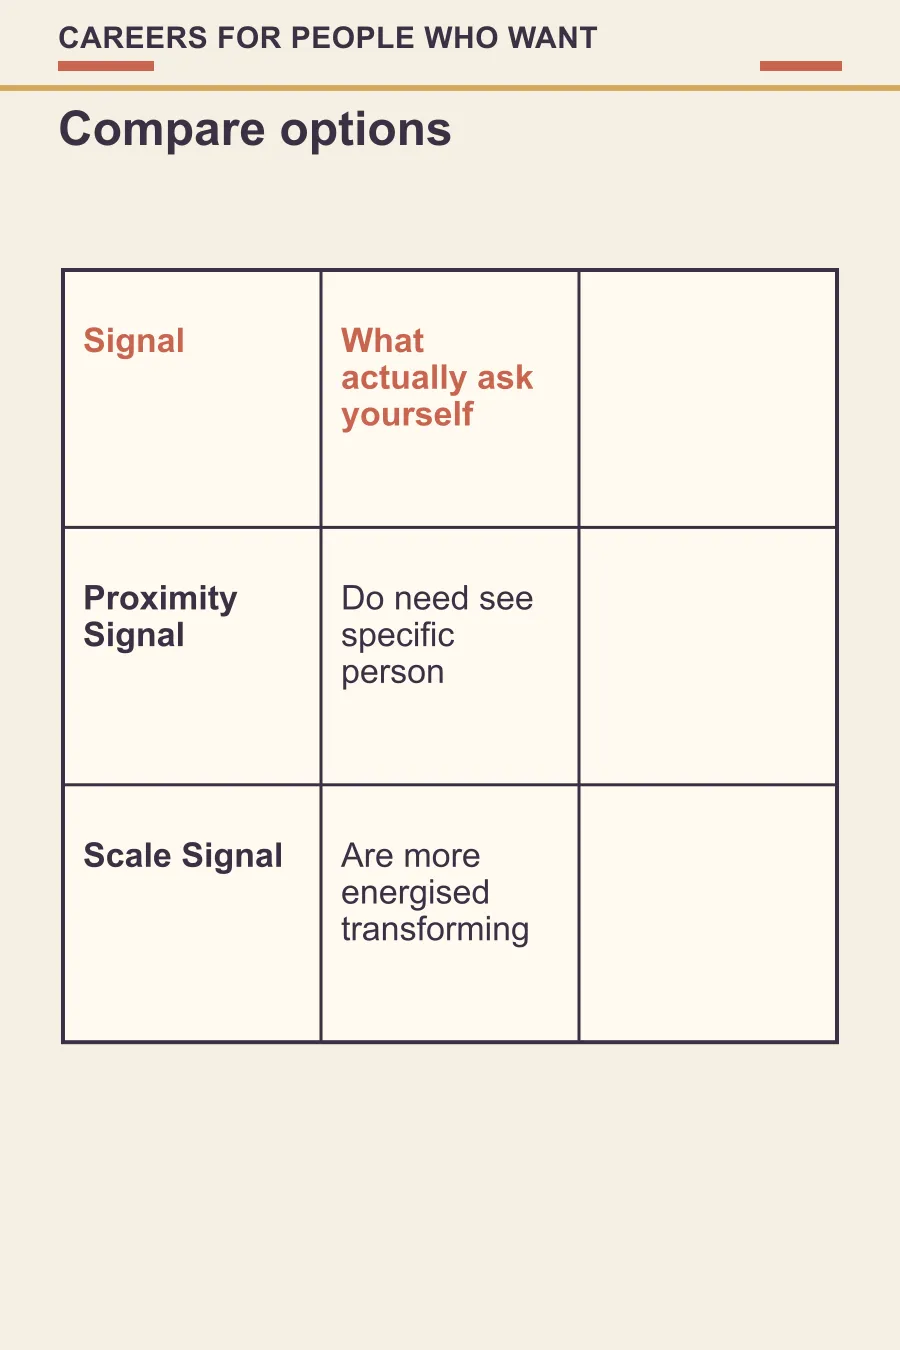 CAREERS FOR PEOPLE WHO WANT
Compare options
Signal
What
actually ask
yourself
Proximity
Signal
Do need see
specific
person
Scale Signal
Are more
energised
transforming